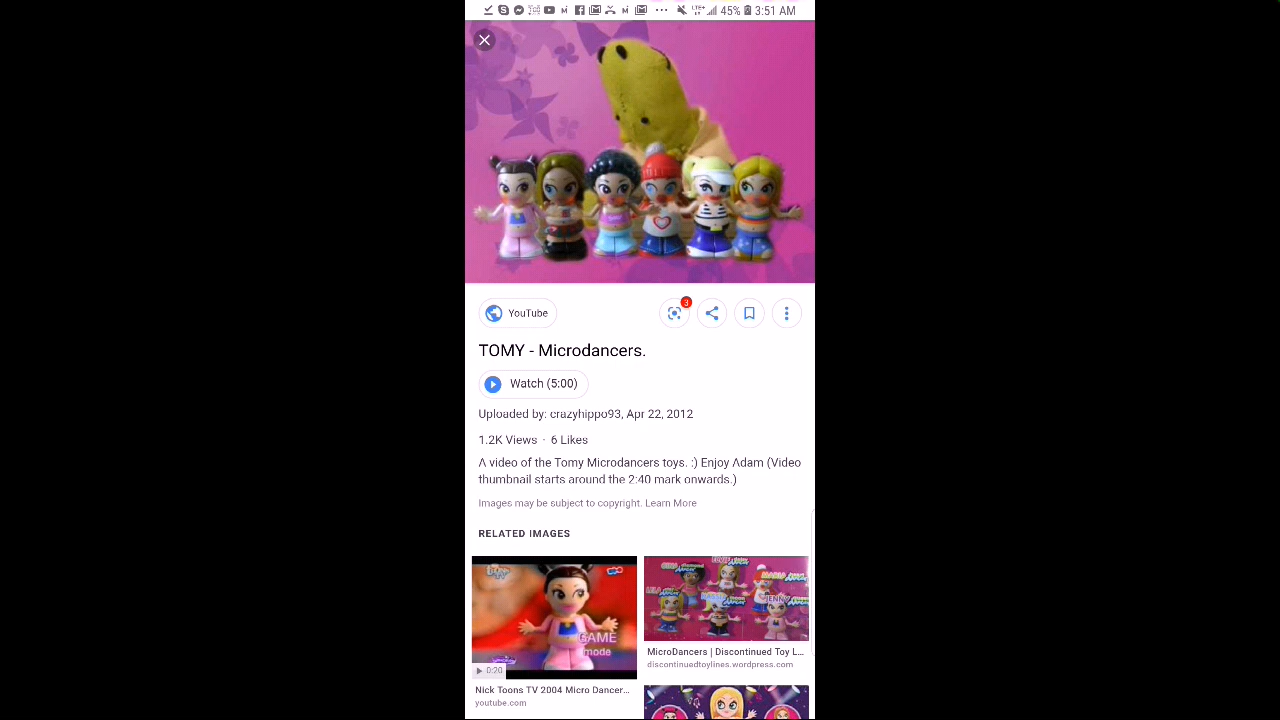 45% 3:51 AM
YouTube
3
TOMY - Microdancers.
Watch (5:00)
Uploaded by: crazyhippo93, Apr 22, 2012
1.2K Views · 6 Likes
A video of the Tomy Microdancers toys. :) Enjoy Adam (Video
thumbnail starts around the 2:40 mark onwards.)
Images may be subject to copyright. Learn More
RELATED IMAGES
GAME
mode
0:20
Nick Toons TV 2004 Micro Dancer...
youtube.com
JENNY
MicroDancers | Discontinued Toy L...
discontinuedtoylines.wordpress.com